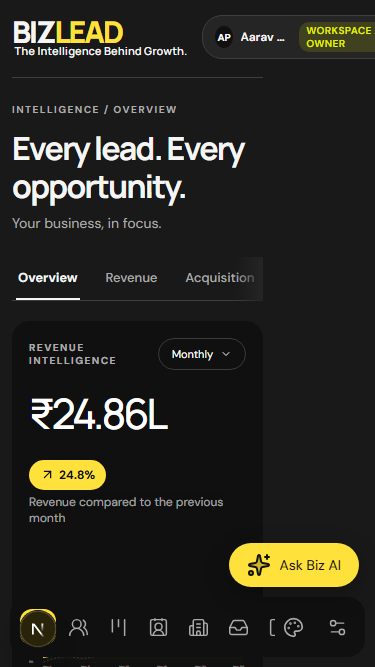 BIZLEAD
The Intelligence Behind Growth.
AP Aarav ... WORKSPACE
OWNER
INTELLIGENCE / OVERVIEW
Every lead. Every
opportunity.
Your business, in focus.
Overview Revenue Acquisition
REVENUE
INTELLIGENCE
Monthly
₹24.86L
24.8%
Revenue compared to the previous
month
Ask Biz AI
N